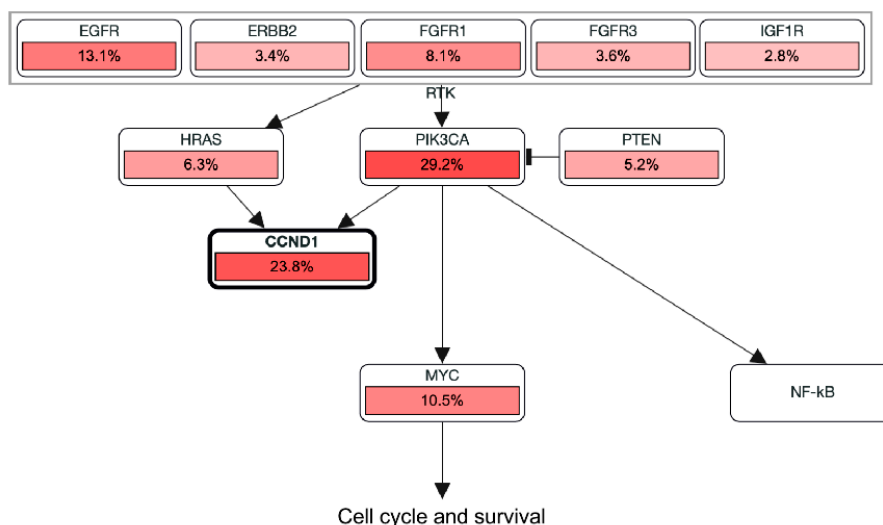 EGFR ERBB2 FGFR1 FGFR3 IGF1R
13.1% 3.4% 8.1% 3.6% 2.8%
RTK
HRAS PIK3CA PTEN
6.3% 29.2% 5.2%
CCND1
23.8%
MYC
10.5%
NF-kB
Cell cycle and survival